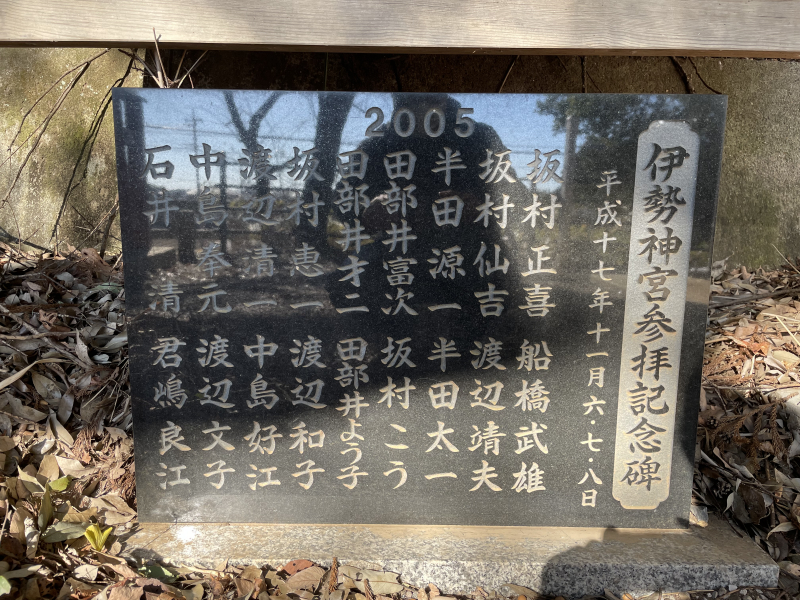 2005
伊勢神宮参拝記念碑
平成十七年十一月六・七・八日
坂村正喜 船橋武雄
坂村仙吉 渡辺靖夫
半田源一 半田太一
田部井富次 坂村こう
田部井才二 田部井よう子
坂村恵一 渡辺和子
渡辺清一 中島好江
中島奉元 渡辺文子
石井清 君嶋良江